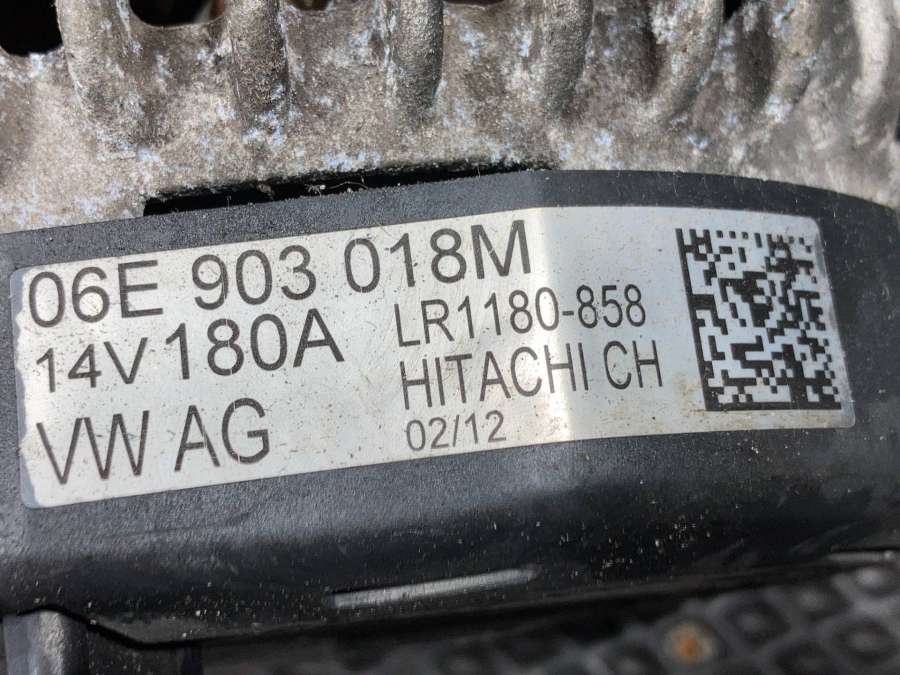 06E 903 018M
14V 180A
LR1180-858
HITACHI CH
VW AG
02/12